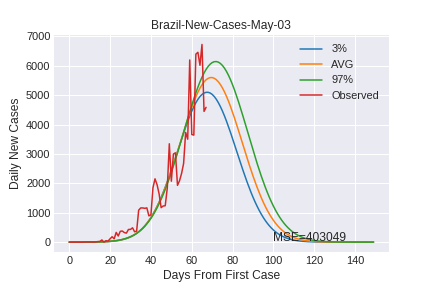 Brazil-New-Cases-May-03
7000
6000
5000
4000
3000
2000
1000
0
Daily New Cases
3%
AVG
97%
Observed
MSE=403049
0 20 40 60 80 100 120 140
Days From First Case